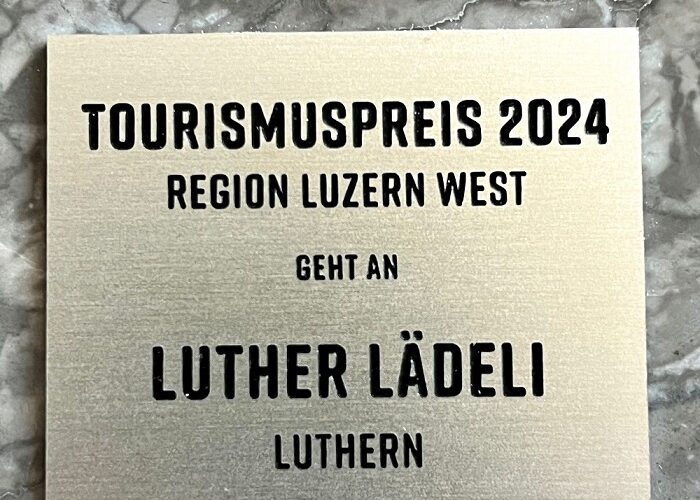 TOURISMUSPREIS 2024
REGION LUZERN WEST
GEHT AN
LUTHER LÄDELI
LUTHERN